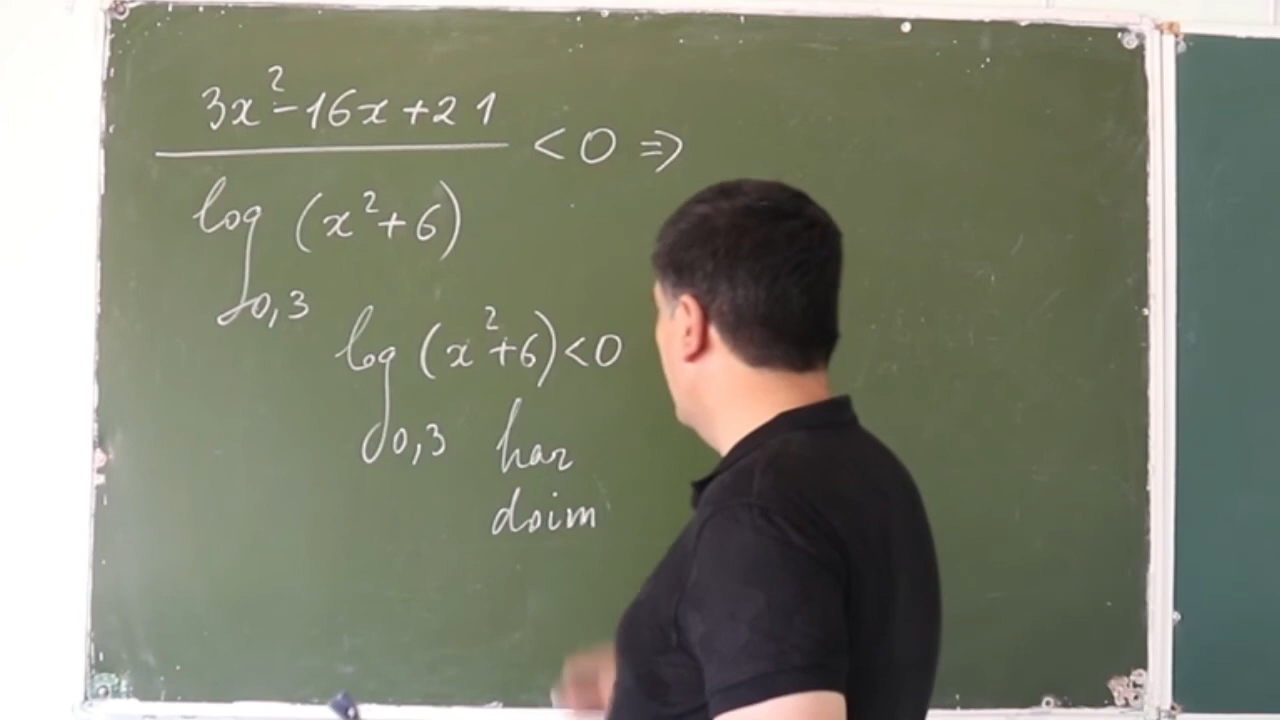 3x²-16x+21
< 0 ⇒
log (x²+6)
0,3
log (x²+6)<0
0,3 har
doim